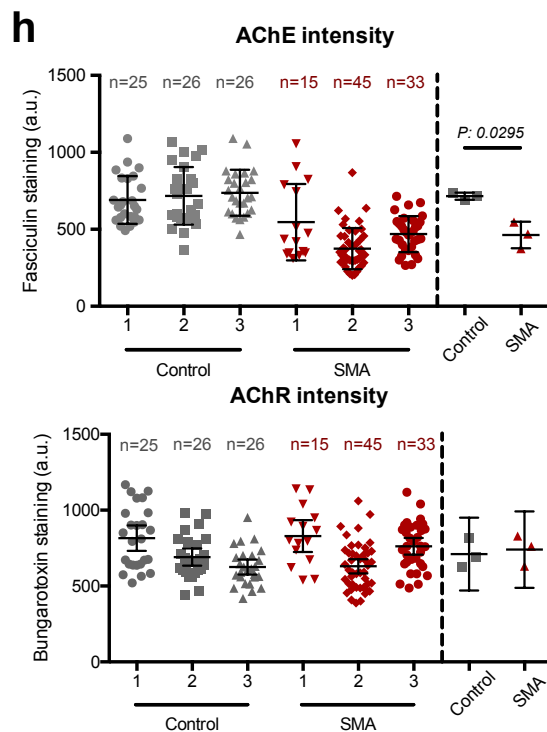 h
AChE intensity
Fasciculin staining (a.u.)
1500
1000
500
0
n=25 n=26 n=26 n=15 n=45 n=33
P: 0.0295
1 2 3 1 2 3
Control SMA
Control SMA
AChR intensity
Bungarotoxin staining (a.u.)
1500
1000
500
0
n=25 n=26 n=26 n=15 n=45 n=33
1 2 3 1 2 3
Control SMA
Control SMA